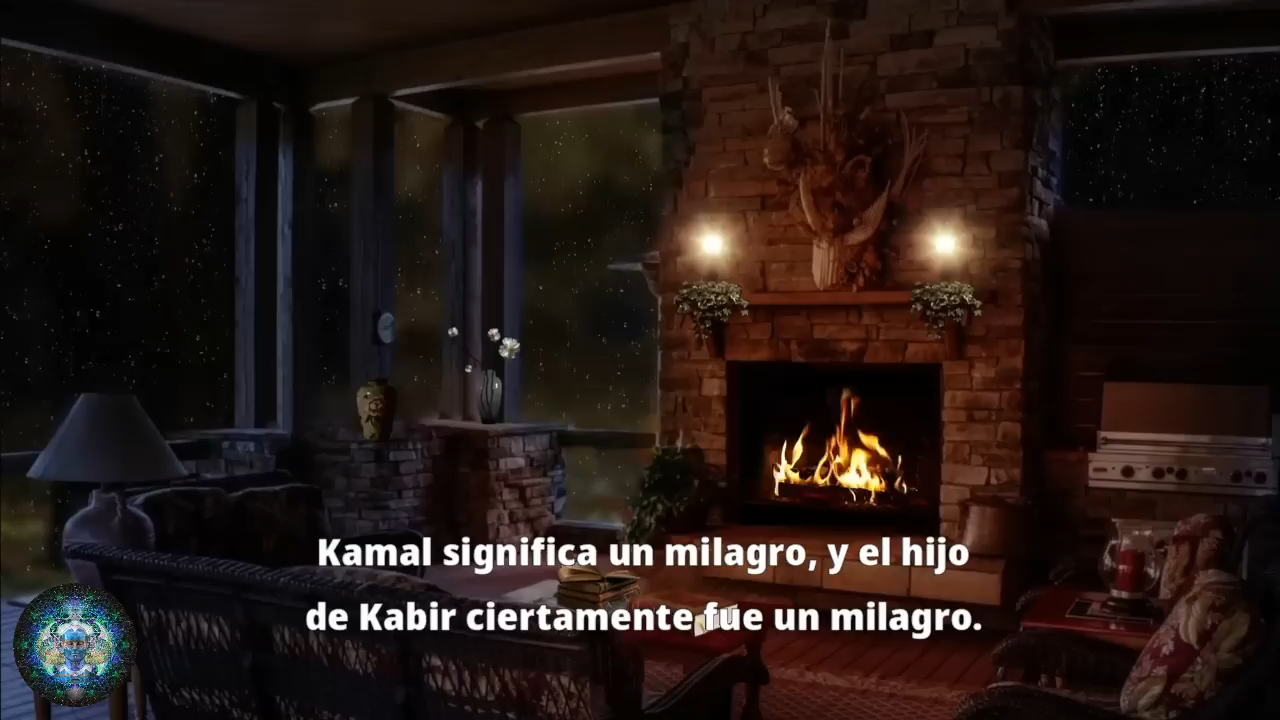 Kamal significa un milagro, y el hijo
de Kabir ciertamente fue un milagro.